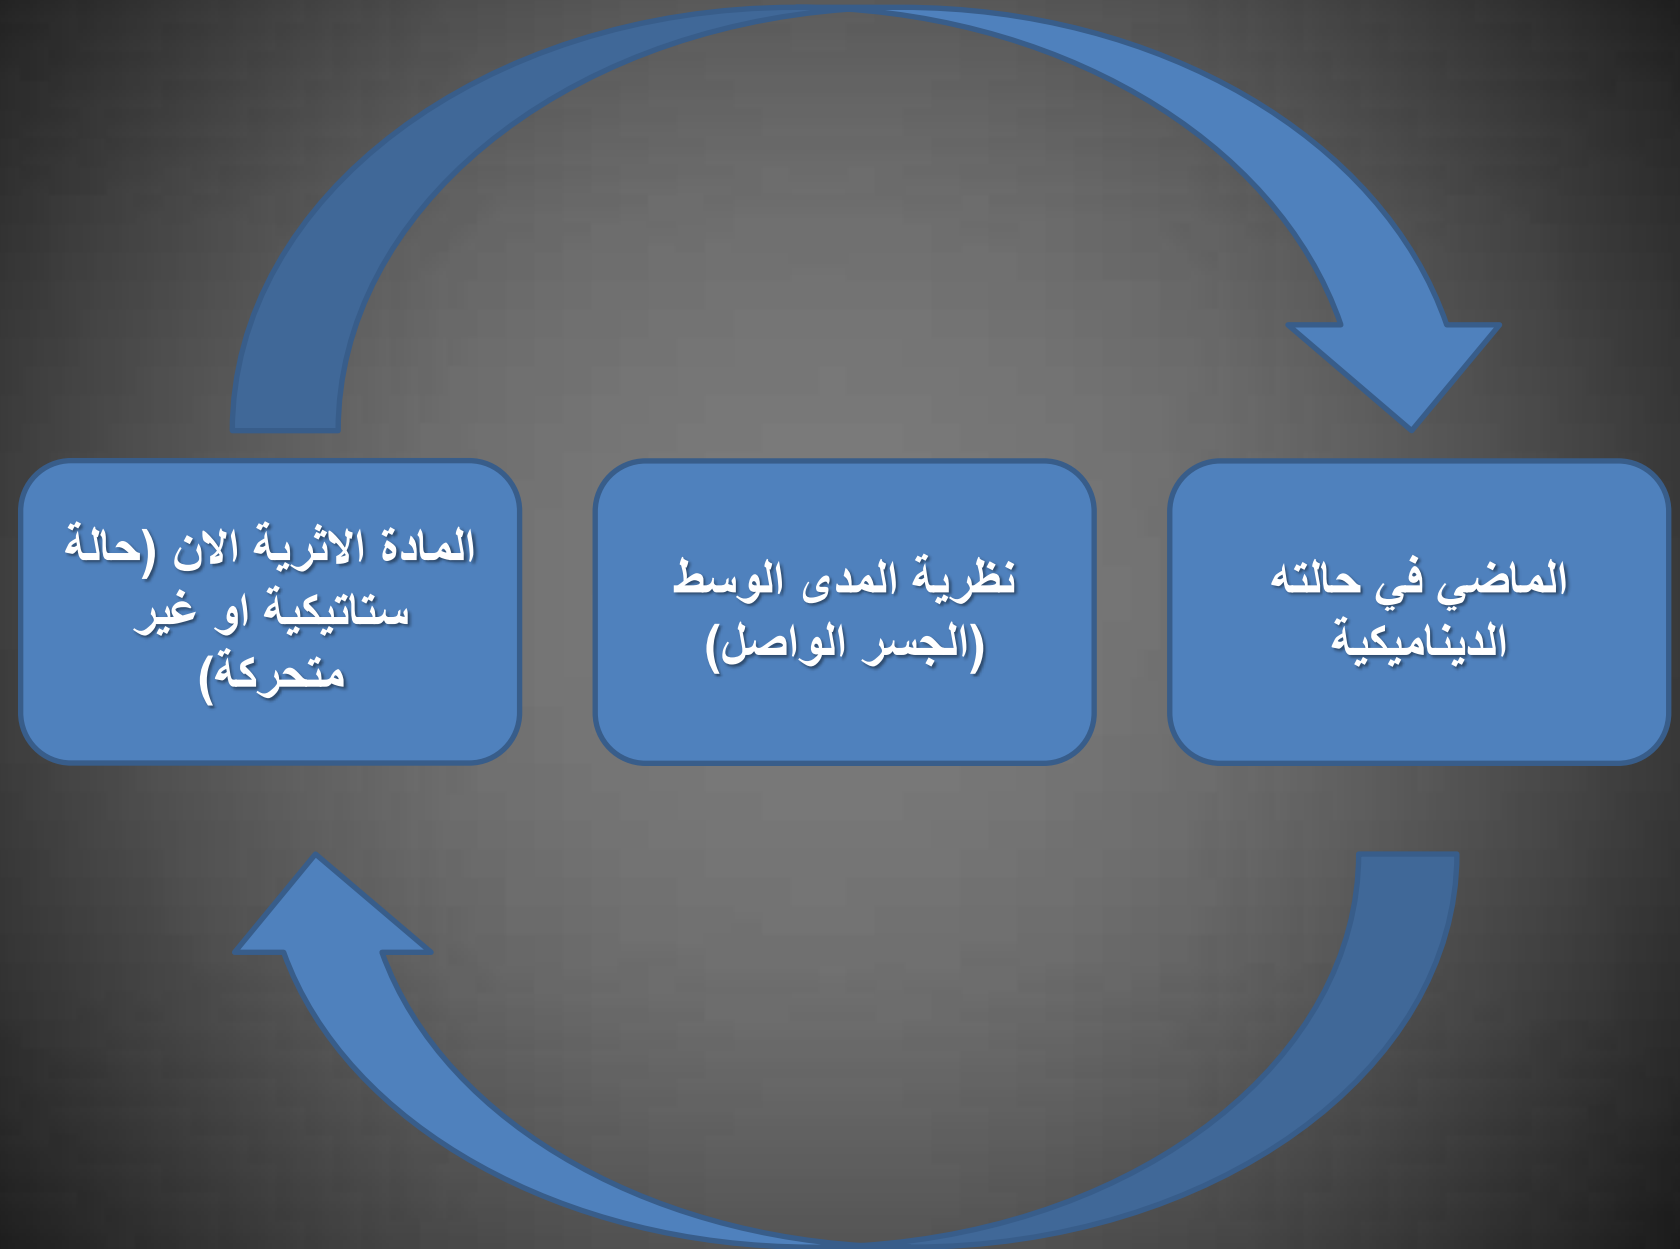 الماضي في حالته
الديناميكية
نظرية المدى الوسط
(الجسر الواصل)
المادة الاثرية الان (حالة
ستاتيكية او غير
متحركة)